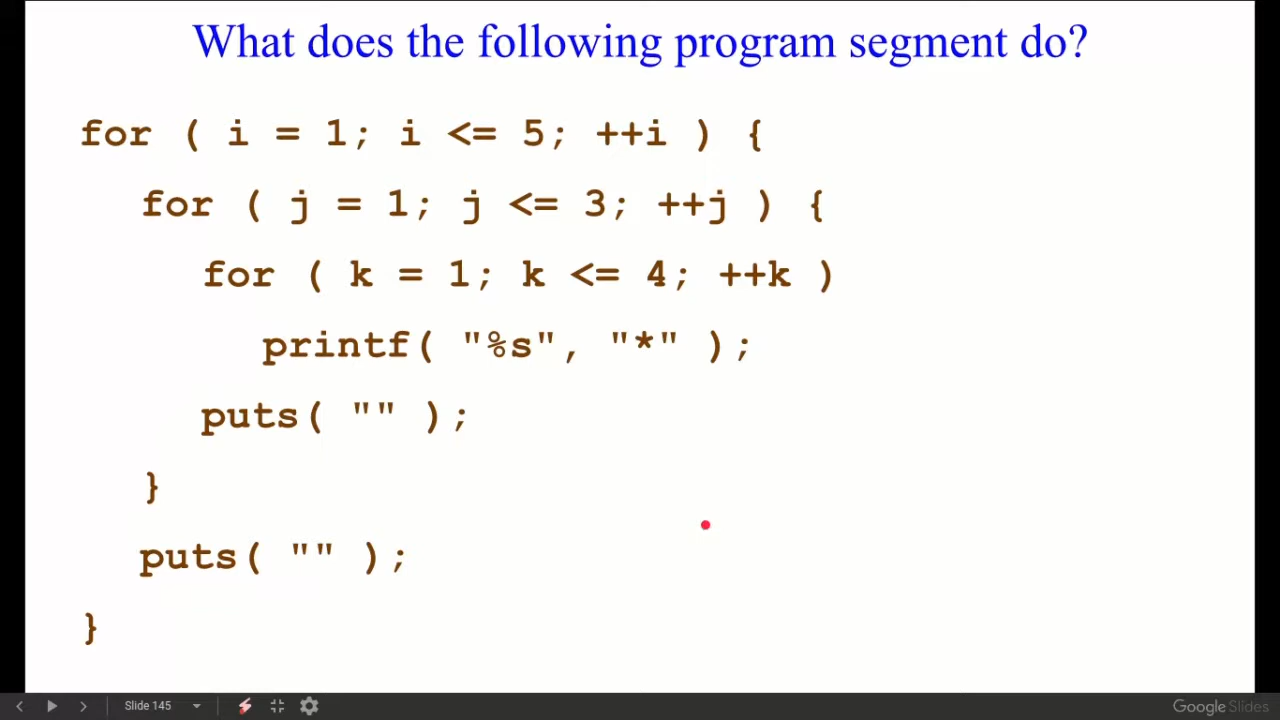 What does the following program segment do?
for ( i = 1; i <= 5; ++i ) {
for ( j = 1; j <= 3; ++j ) {
for ( k = 1; k <= 4; ++k )
printf( "%s", "*" );
puts( "" );
}
puts( "" );
}
Slide 145
Google Slides